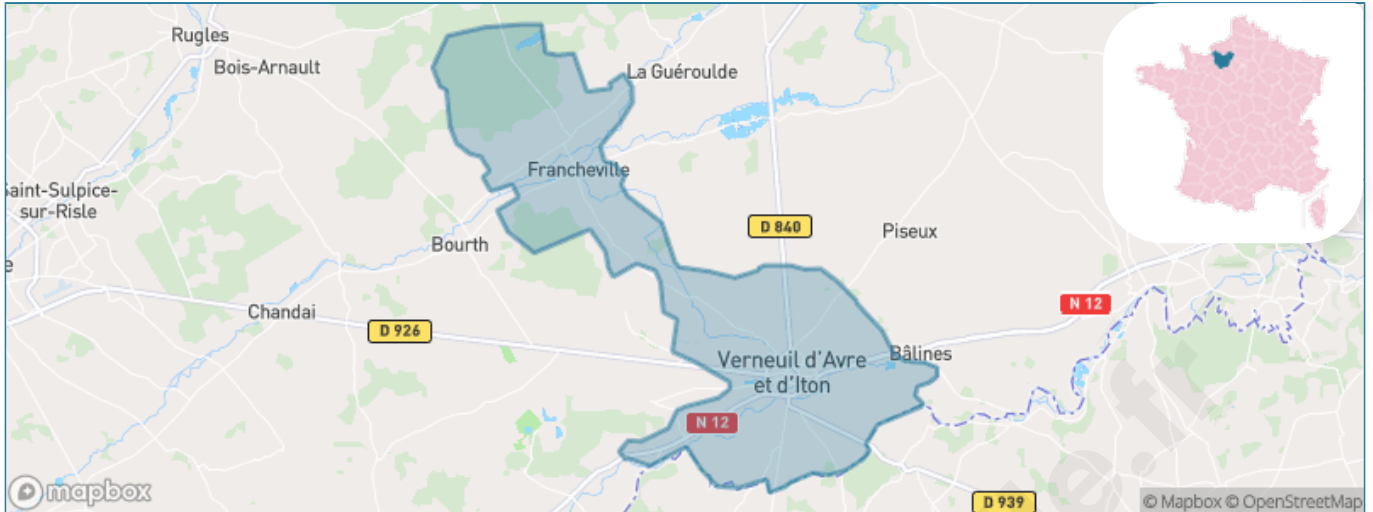 Rugles
Bois-Arnault
La Guéroulde
Francheville
Saint-Sulpice-
sur-Risle
D 840
Piseux
Bourth
N 12
Chandai
D 926
Bâlines
Verneuil d'Avre
et d'Iton
N 12
D 939
mapbox
© Mapbox © OpenStreetMap